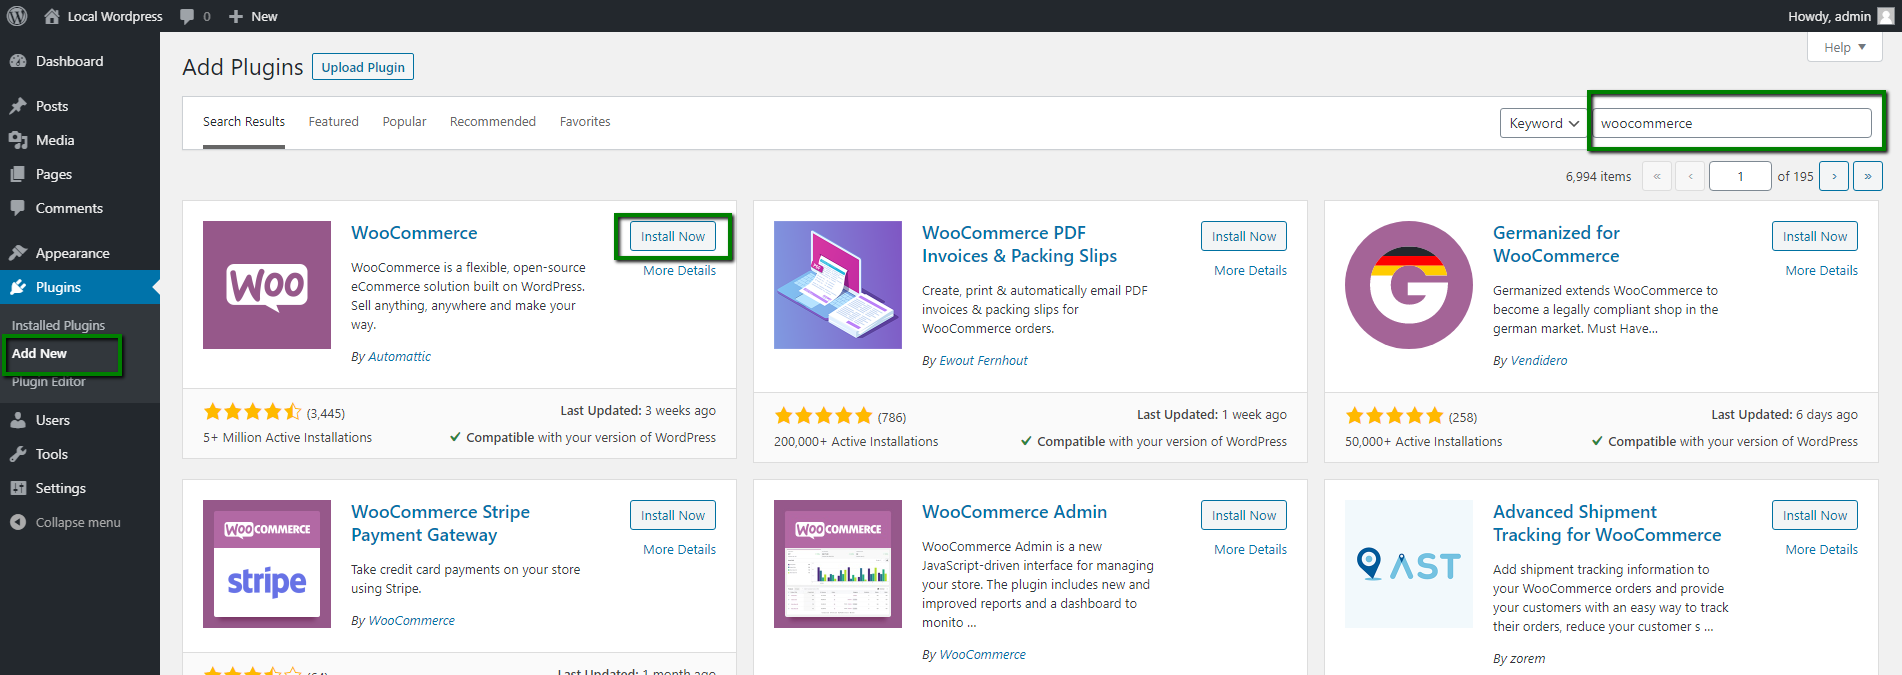 Local Wordpress 0 New Howdy, admin
Help
Dashboard
Posts
Media
Pages
Comments
Appearance
Plugins
Installed Plugins
Add New
Plugin Editor
Users
Tools
Settings
Collapse menu
Add Plugins Upload Plugin
Search Results Featured Popular Recommended Favorites Keyword woocommerce
6,994 items « ‹ 1 of 195 › »
WOO
WooCommerce
Install Now
More Details
WooCommerce is a flexible, open-source
eCommerce solution built on WordPress.
Sell anything, anywhere and make your
way.
By Automattic
(3,445)
Last Updated: 3 weeks ago
5+ Million Active Installations
Compatible with your version of WordPress
PDF
WooCommerce PDF
Invoices & Packing Slips
Install Now
More Details
Create, print & automatically email PDF
invoices & packing slips for
WooCommerce orders.
By Ewout Fernhout
(786)
Last Updated: 1 week ago
200,000+ Active Installations
Compatible with your version of WordPress
G
Germanized for
WooCommerce
Install Now
More Details
Germanized extends WooCommerce to
become a legally compliant shop in the
german market. Must Have...
By Vendidero
(258)
Last Updated: 6 days ago
50,000+ Active Installations
Compatible with your version of WordPress
WOO COMMERCE
stripe
WooCommerce Stripe
Payment Gateway
Install Now
More Details
Take credit card payments on your store
using Stripe.
By WooCommerce
(64)
Last Updated: 1 month ago
WOO COMMERCE
WooCommerce Admin
Install Now
More Details
WooCommerce Admin is a new
JavaScript-driven interface for managing
your store. The plugin includes new and
improved reports and a dashboard to
monito ...
By WooCommerce
AST
Advanced Shipment
Tracking for WooCommerce
Install Now
More Details
Add shipment tracking information to
your WooCommerce orders and provide
your customers with an easy way to track
their orders, reduce your customer s ...
By zorem